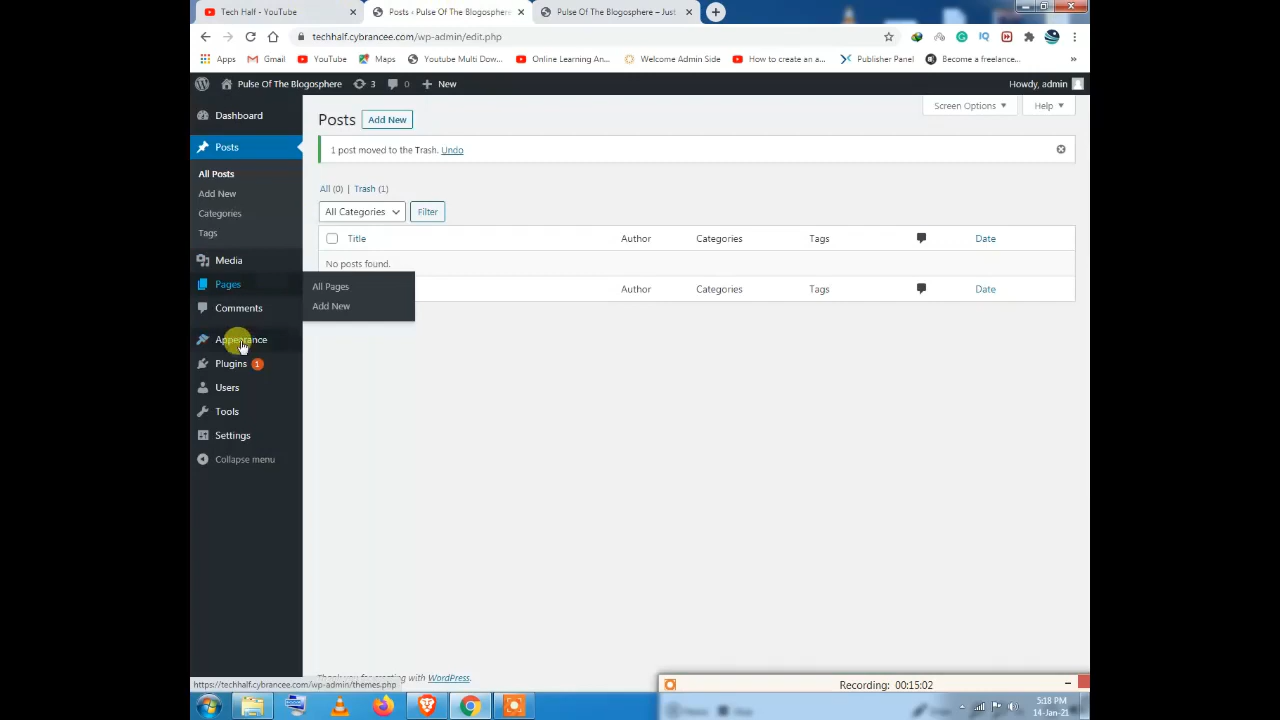 Tech Half - YouTube
Posts ‹ Pulse Of The Blogosphere
Pulse Of The Blogosphere – Just
techhalf.cybrancee.com/wp-admin/edit.php
Apps
Gmail
YouTube
Maps
Youtube Multi Dow...
Online Learning An...
Welcome Admin Side
How to create an a...
Publisher Panel
Become a freelance...
»
Pulse Of The Blogosphere
3
0
New
Howdy, admin
Dashboard
Posts
All Posts
Add New
Categories
Tags
Media
Pages
Comments
Appearance
Plugins 1
Users
Tools
Settings
Collapse menu
All Pages
Add New
Screen Options
Help
Posts
Add New
1 post moved to the Trash. Undo
All (0) | Trash (1)
All Categories
Filter
Title
Author
Categories
Tags
Date
No posts found.
Author
Categories
Tags
Date
Thank you for creating with WordPress.
https://techhalf.cybrancee.com/wp-admin/themes.php
Recording: 00:15:02
5:18 PM
14-Jan-21